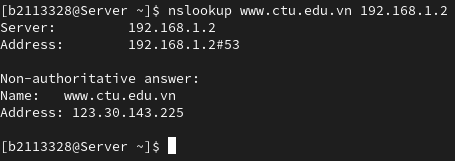 [b2113328@Server ~]$ nslookup www.ctu.edu.vn 192.168.1.2
Server:         192.168.1.2
Address:        192.168.1.2#53

Non-authoritative answer:
Name:   www.ctu.edu.vn
Address: 123.30.143.225

[b2113328@Server ~]$